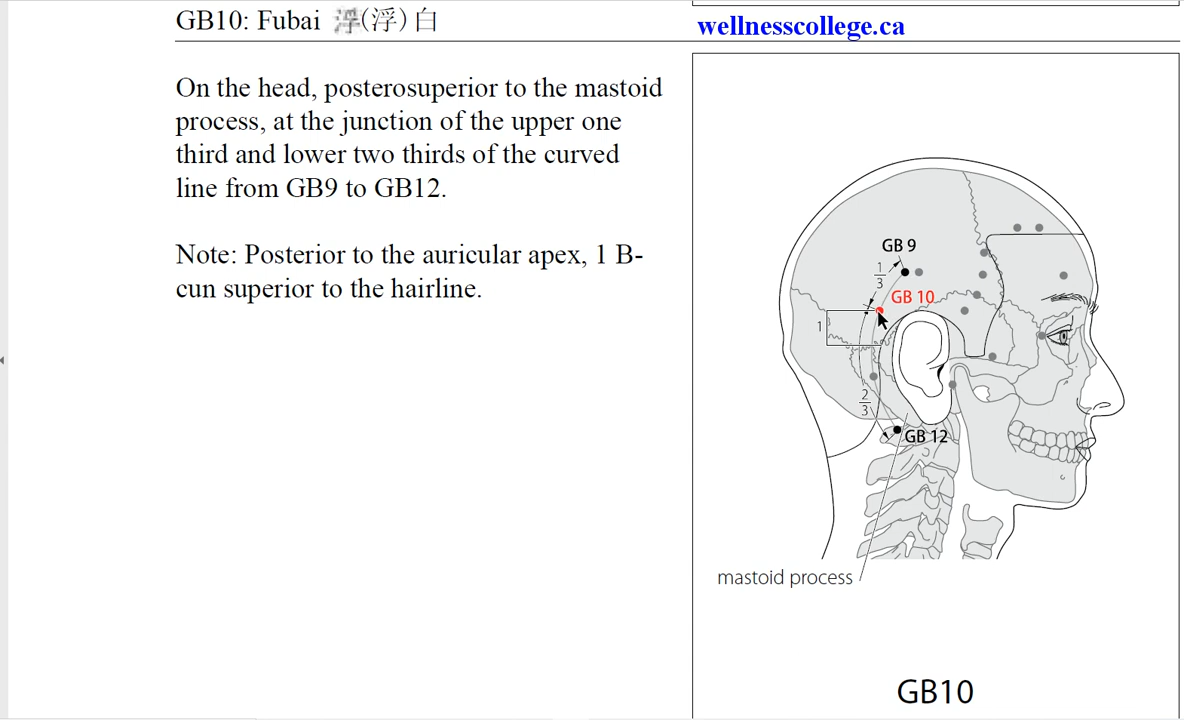 GB10: Fubai 浮(浮)白
wellnesscollege.ca
On the head, posterosuperior to the mastoid
process, at the junction of the upper one
third and lower two thirds of the curved
line from GB9 to GB12.
Note: Posterior to the auricular apex, 1 B-
cun superior to the hairline.
GB 9
1
3
GB 10
1
2
3
GB 12
mastoid process
GB10